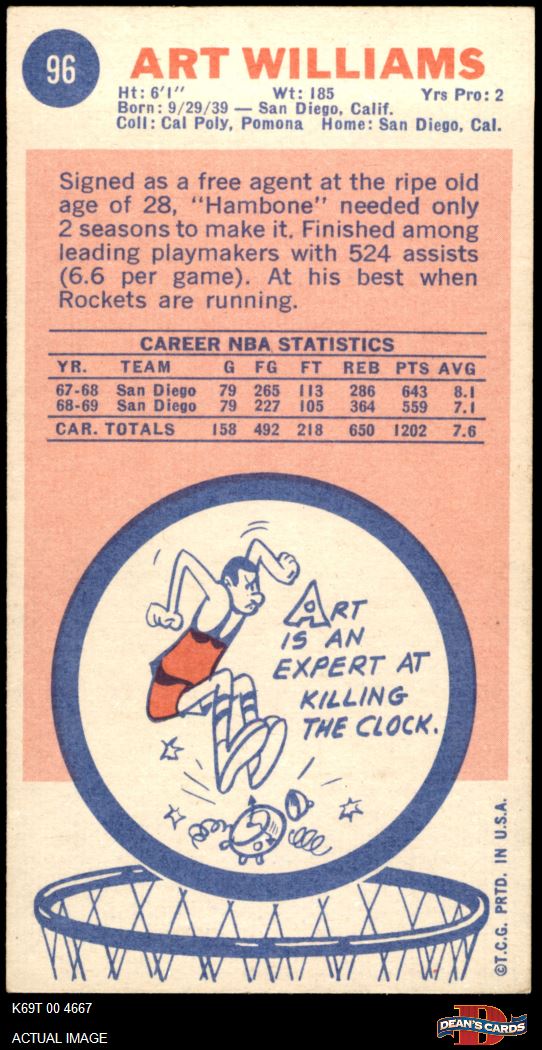 96
ART WILLIAMS
Ht: 6'1" Wt: 185 Yrs Pro: 2
Born: 9/29/39 — San Diego, Calif.
Coll: Cal Poly, Pomona Home: San Diego, Cal.
Signed as a free agent at the ripe old
age of 28, "Hambone" needed only
2 seasons to make it. Finished among
leading playmakers with 524 assists
(6.6 per game). At his best when
Rockets are running.
CAREER NBA STATISTICS
YR. TEAM G FG FT REB PTS AVG
67-68 San Diego 79 265 113 286 643 8.1
68-69 San Diego 79 227 105 364 559 7.1
CAR. TOTALS 158 492 218 650 1202 7.6
ART
IS AN
EXPERT AT
KILLING
THE CLOCK.
©T.C.G. PRTD. IN U.S.A.
K69T 00 4667
ACTUAL IMAGE
D
DEAN'S CARDS